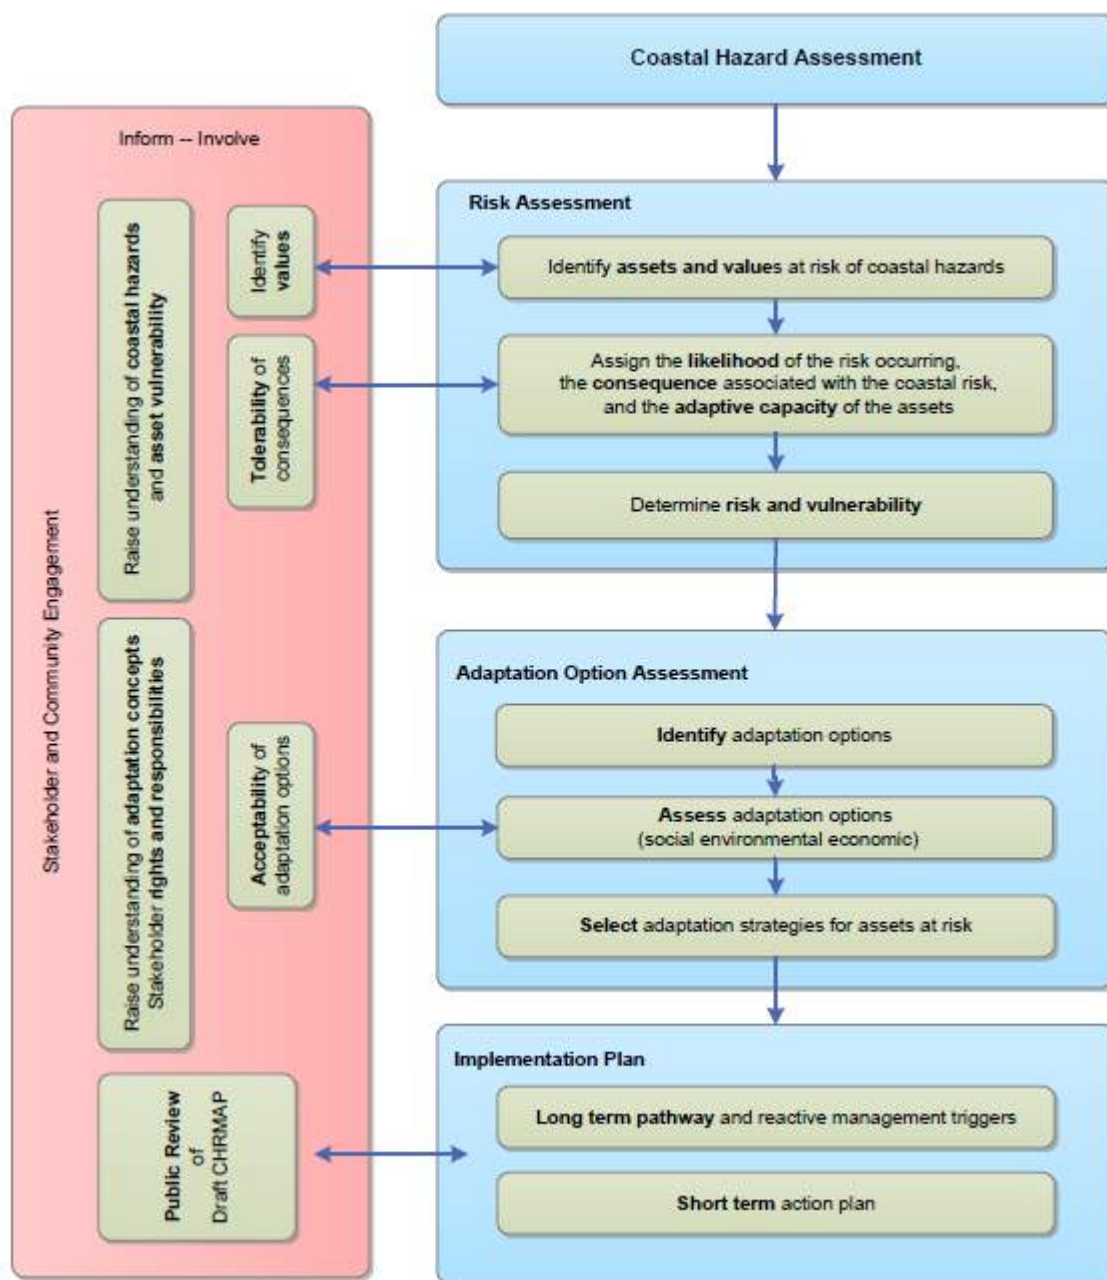 Coastal Hazard Assessment
Stakeholder and Community Engagement
Inform -- Involve
Raise understanding of coastal hazards
and asset vulnerability
Identify
values
Tolerability of
consequences
Raise understanding of adaptation concepts
Stakeholder rights and responsibilities
Acceptability of
adaptation options
Public Review
of
Draft CHRMAP
Risk Assessment
Identify assets and values at risk of coastal hazards
Assign the likelihood of the risk occurring,
the consequence associated with the coastal risk,
and the adaptive capacity of the assets
Determine risk and vulnerability
Adaptation Option Assessment
Identify adaptation options
Assess adaptation options
(social environmental economic)
Select adaptation strategies for assets at risk
Implementation Plan
Long term pathway and reactive management triggers
Short term action plan